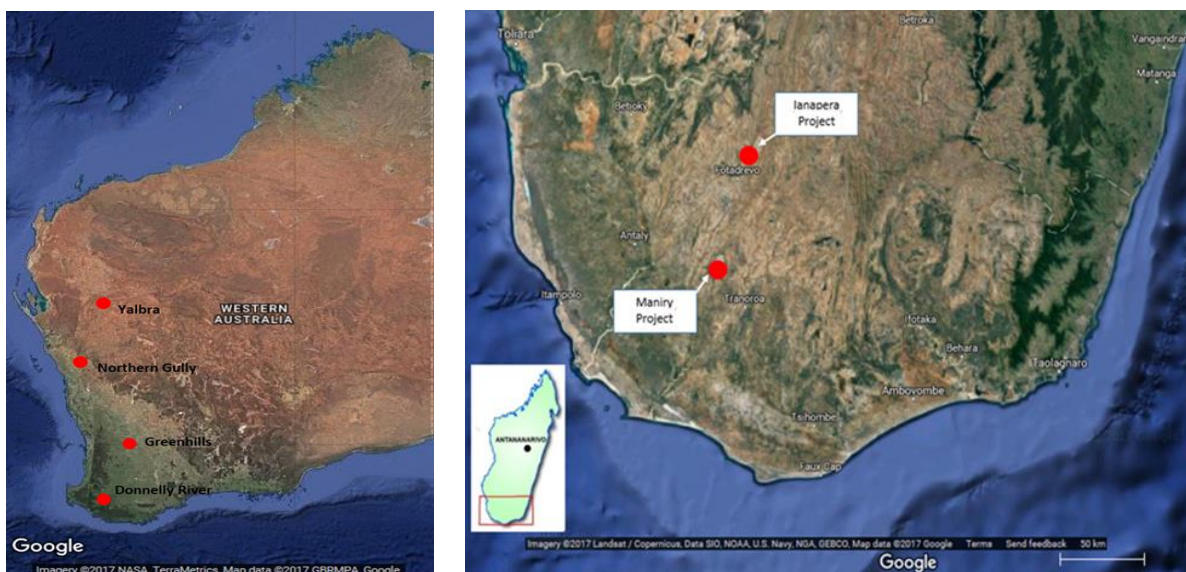 WESTERN
AUSTRALIA
Yalbra
Northern Gully
Greenhills
Donnelly River
Google
Imagery ©2017 NASA, TerraMetrics, Map data ©2017 GBRMPA, Google
Toliara
Betroka
Vangaindran
Matanga
Betioky
Ianapera
Project
Fotadrevo
Antaly
Itampolo
Maniry
Project
Tranoroa
Ifotaka
Behara
Taolagnaro
Ambovombe
Tsihombe
Faux Cap
ANTANANARIVO
Imagery ©2017 Landsat / Copernicus, Data SIO, NOAA, U.S. Navy, NGA, GEBCO, Map data ©2017 Google Terms Send feedback 50 km
Google